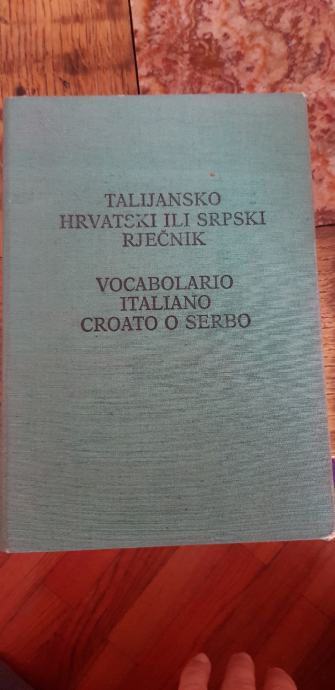 TALIJANSKO
HRVATSKI ILI SRPSKI
RJEČNIK
VOCABOLARIO
ITALIANO
CROATO O SERBO